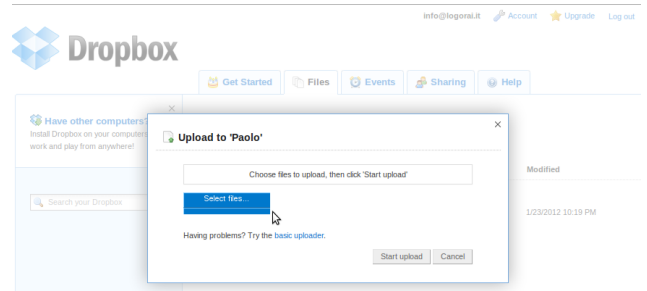 info@logorai.it Account Upgrade Log out
Dropbox
Get Started Files Events Sharing Help
Have other computers?
Install Dropbox on your computers
work and play from anywhere!
Upload to 'Paolo'
Choose files to upload, then click 'Start upload'
Modified
Select files...
Search your Dropbox
1/23/2012 10:19 PM
Having problems? Try the basic uploader.
Start upload Cancel